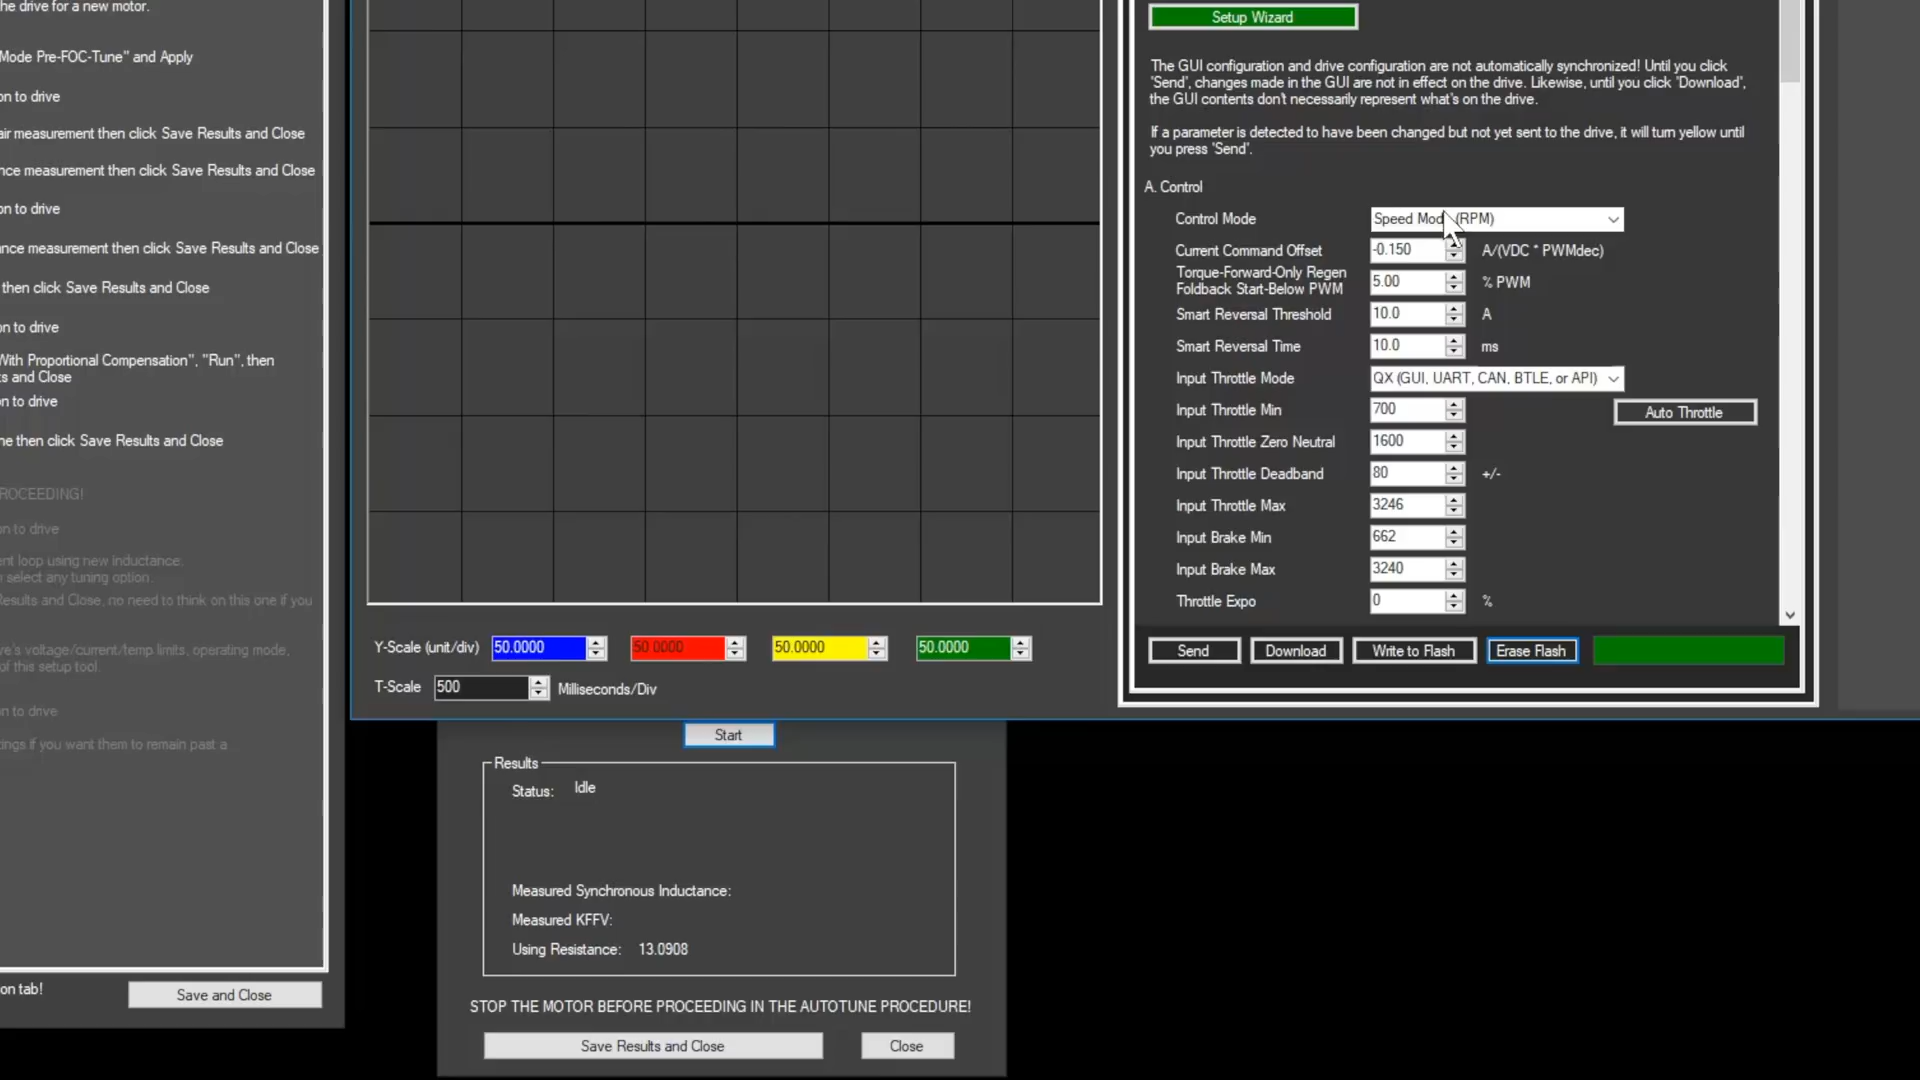 he drive for a new motor.
Mode Pre-FOC-Tune" and Apply
on to drive
air measurement then click Save Results and Close
nce measurement then click Save Results and Close
on to drive
ance measurement then click Save Results and Close
then click Save Results and Close
on to drive
With Proportional Compensation", "Run", then
s and Close
on to drive
ne then click Save Results and Close
ROCEEDING!
on to drive
ent loop using new inductance:
n select any tuning option.
Results and Close, no need to think on this one if you
ve's voltage/current/temp limits, operating mode,
of this setup tool.
on to drive
tings if you want them to remain past a
on tab!
Save and Close
Y-Scale (unit/div) 50.0000 50.0000 50.0000 50.0000
T-Scale 500 Milliseconds/Div
Start
Results
Status: Idle
Measured Synchronous Inductance:
Measured KFFV:
Using Resistance: 13.0908
STOP THE MOTOR BEFORE PROCEEDING IN THE AUTOTUNE PROCEDURE!
Save Results and Close Close
Setup Wizard
The GUI configuration and drive configuration are not automatically synchronized! Until you click
'Send', changes made in the GUI are not in effect on the drive. Likewise, until you click 'Download',
the GUI contents don't necessarily represent what's on the drive.
If a parameter is detected to have been changed but not yet sent to the drive, it will turn yellow until
you press 'Send'.
A. Control
Control Mode Speed Mod (RPM)
Current Command Offset -0.150 A/(VDC * PWMdec)
Torque-Forward-Only Regen
Foldback Start-Below PWM 5.00 % PWM
Smart Reversal Threshold 10.0 A
Smart Reversal Time 10.0 ms
Input Throttle Mode QX (GUI, UART, CAN, BTLE, or API)
Input Throttle Min 700 Auto Throttle
Input Throttle Zero Neutral 1600
Input Throttle Deadband 80 +/-
Input Throttle Max 3246
Input Brake Min 662
Input Brake Max 3240
Throttle Expo 0 %
Send Download Write to Flash Erase Flash